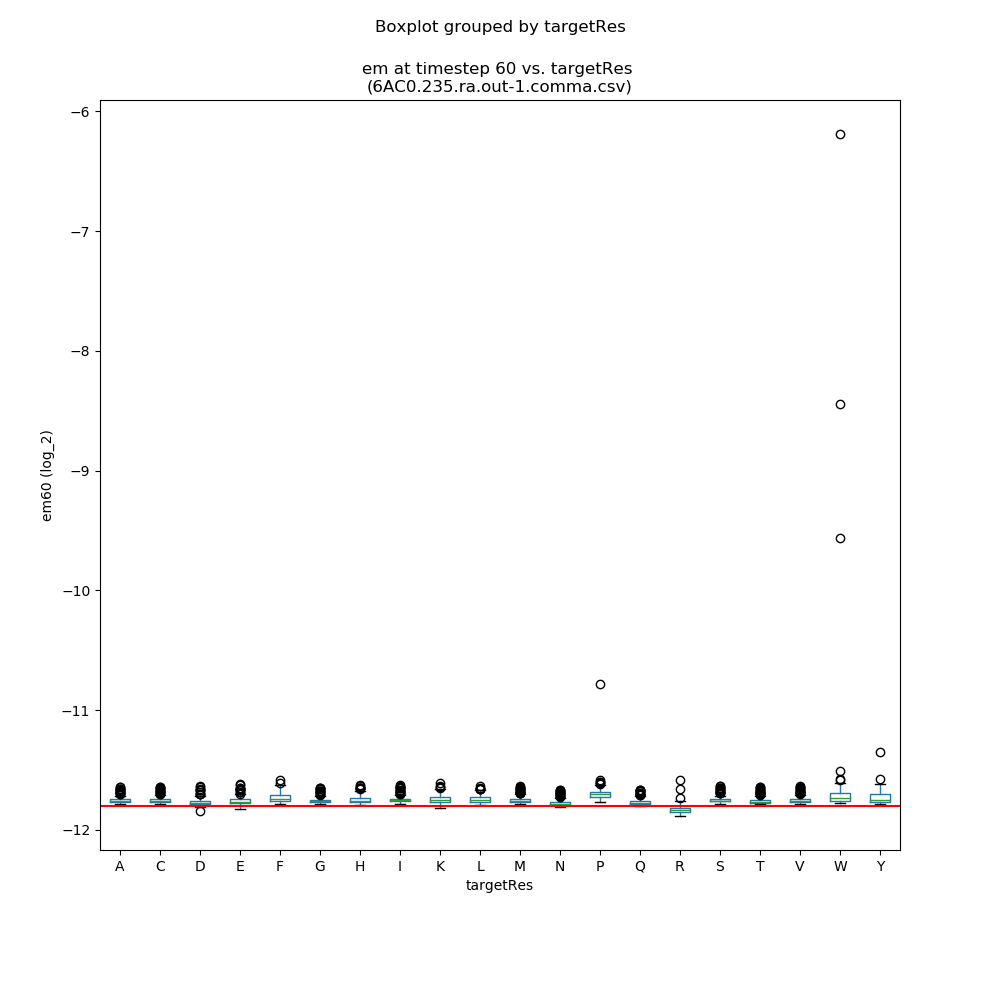 Boxplot grouped by targetRes
em at timestep 60 vs. targetRes
(6AC0.235.ra.out-1.comma.csv)
−6
−7
−8
−9
−10
−11
−12
em60 (log_2)
A C D E F G H I K L M N P Q R S T V W Y
targetRes